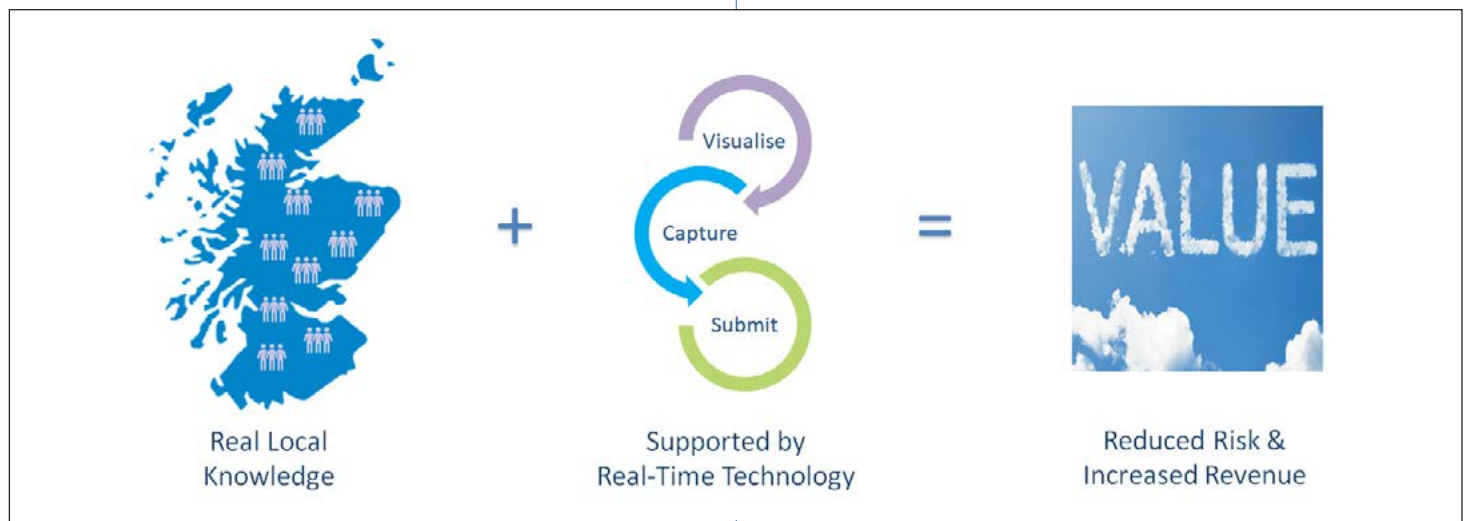 Visualise
Capture
Submit
+
=
VALUE
Real Local
Knowledge
Supported by
Real-Time Technology
Reduced Risk &
Increased Revenue